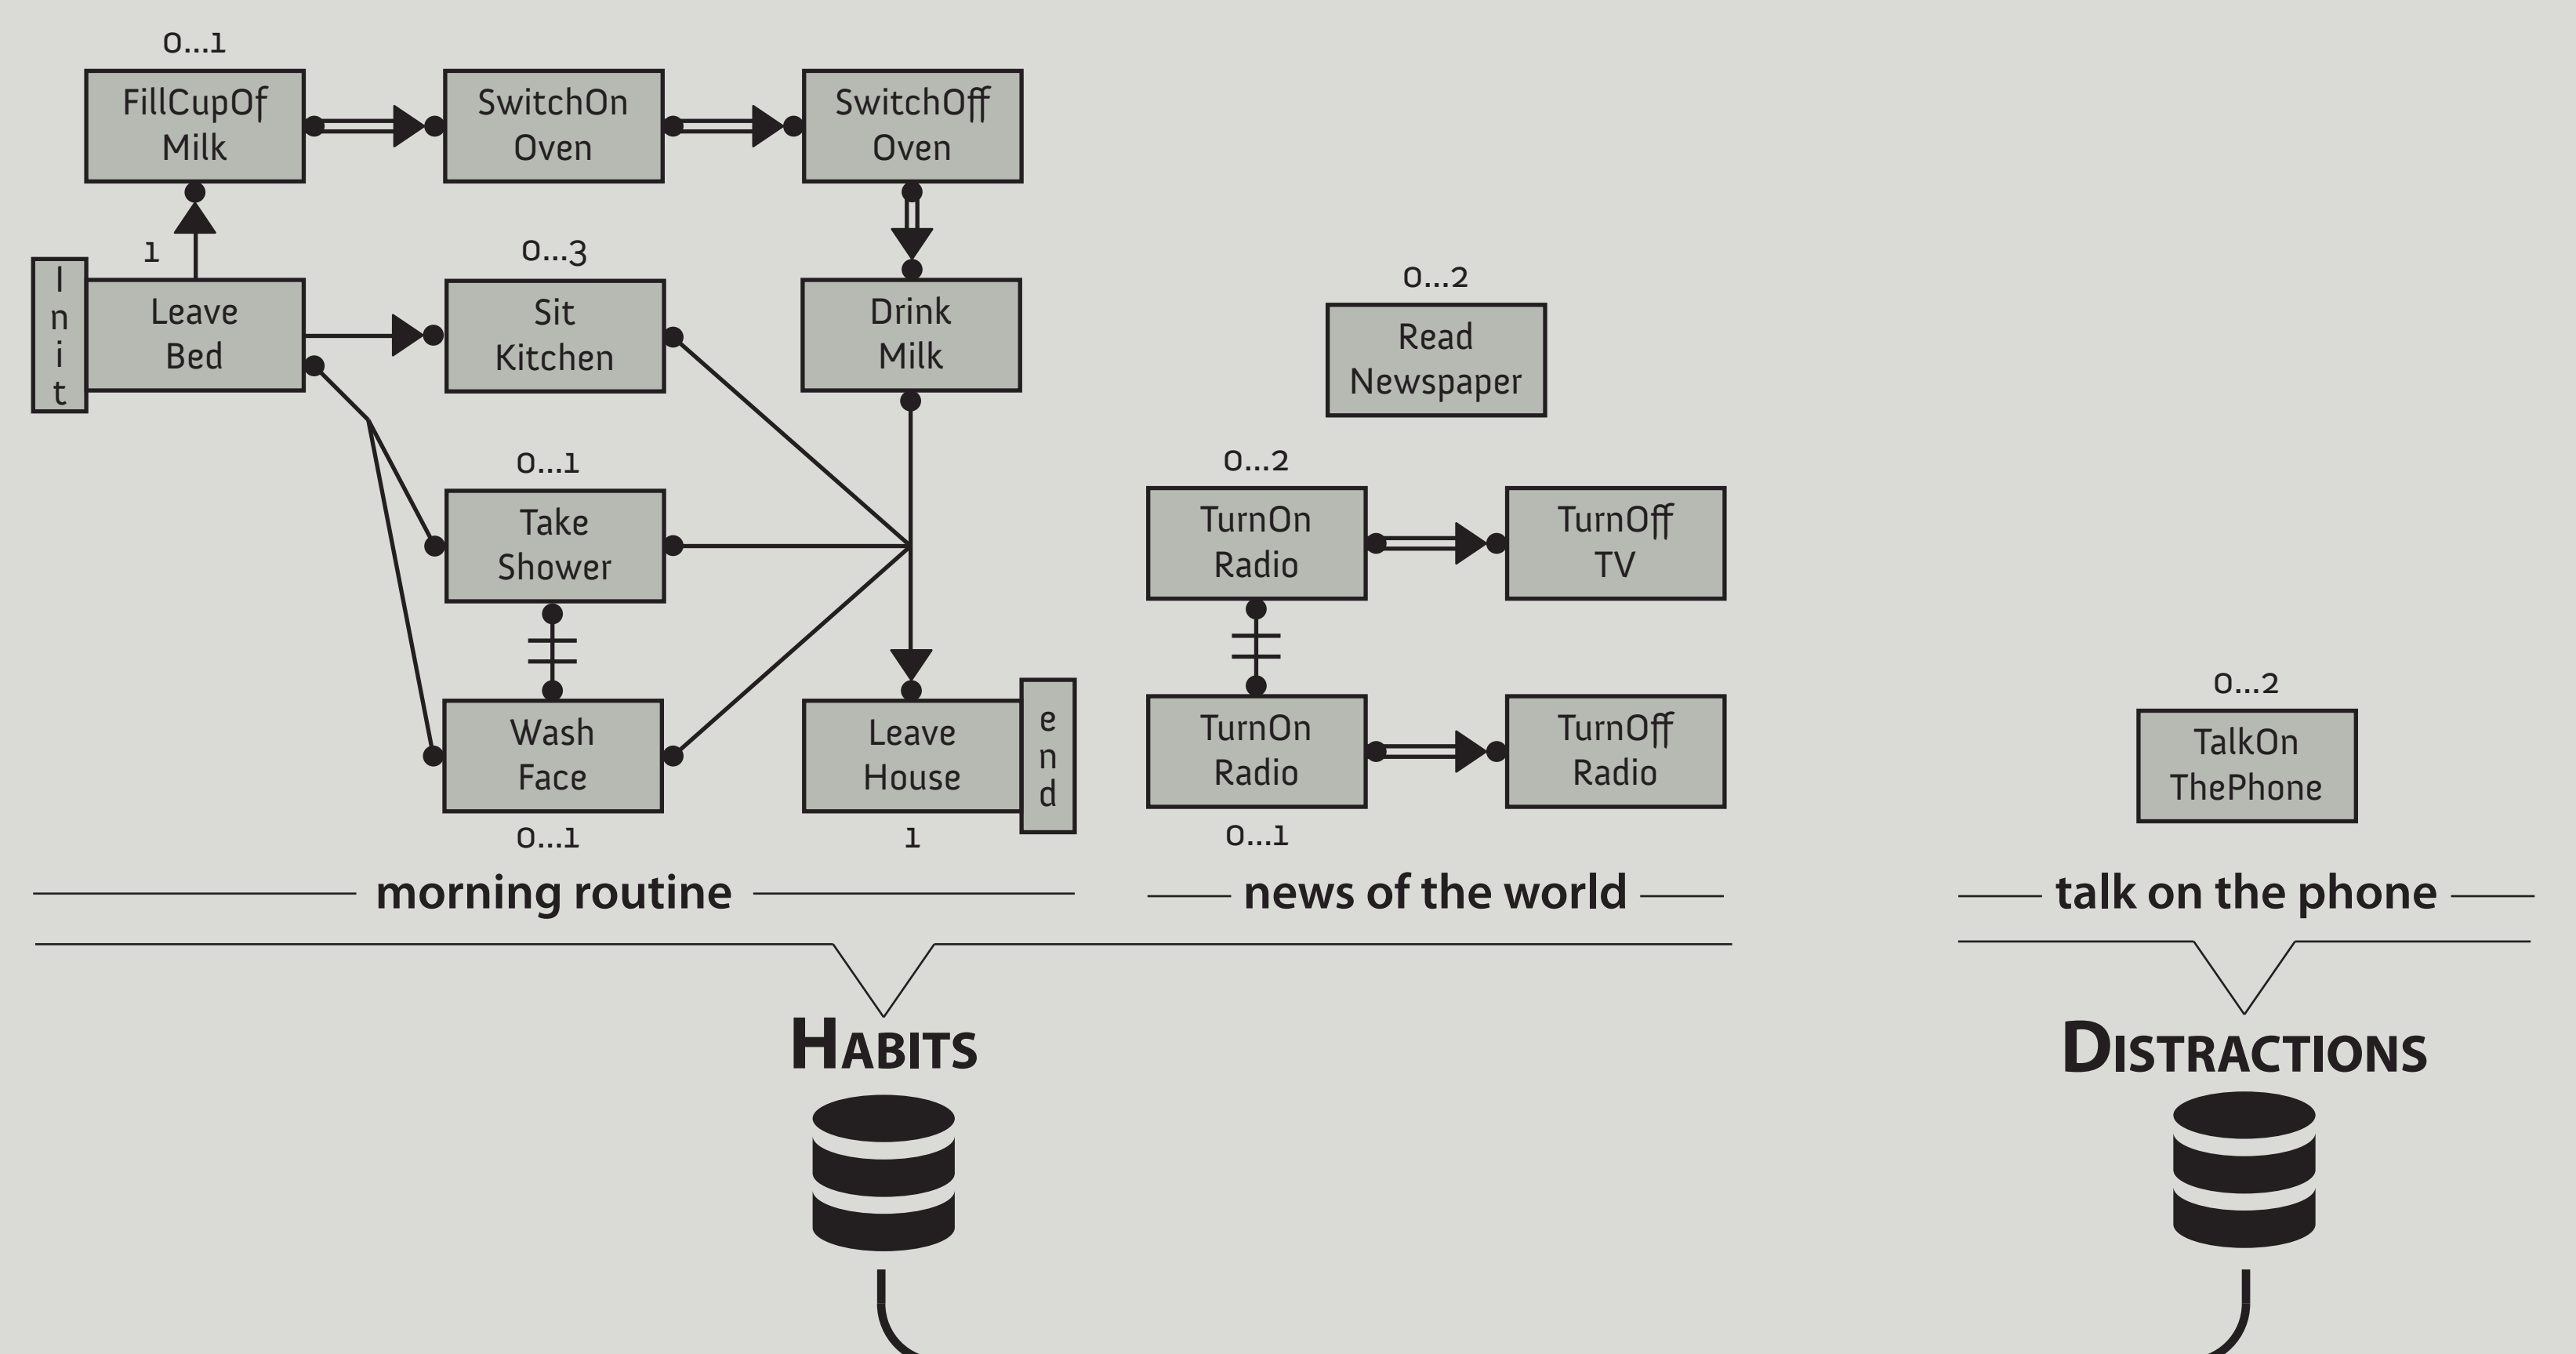 0...1
FillCupOf
Milk
SwitchOn
Oven
SwitchOff
Oven
1
Init
Leave
Bed
0...3
Sit
Kitchen
Drink
Milk
0...1
Take
Shower
Wash
Face
0...1
Leave
House
end
1
morning routine
0...2
Read
Newspaper
0...2
TurnOn
Radio
TurnOff
TV
TurnOn
Radio
TurnOff
Radio
0...1
news of the world
0...2
TalkOn
ThePhone
talk on the phone
HABITS
DISTRACTIONS